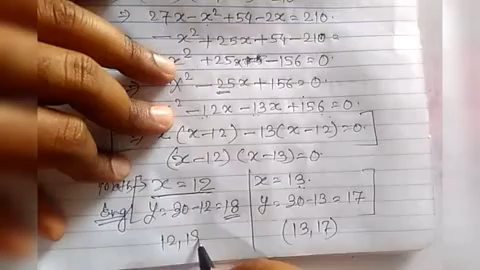 ⇒ 27x - x² + 54 - 2x = 210.
- x² + 25x + 54 - 210 =
x² + 25x - 156 = 0.
x² - 25x + 156 = 0.
² - 12x - 13x + 156 = 0.
x (x-12) - 13(x-12) = 0.
(x-12) (x-13) = 0.
x = 12
y = 30-12 = 18
12, 18
x = 13.
y = 30-13 = 17
(13, 17)